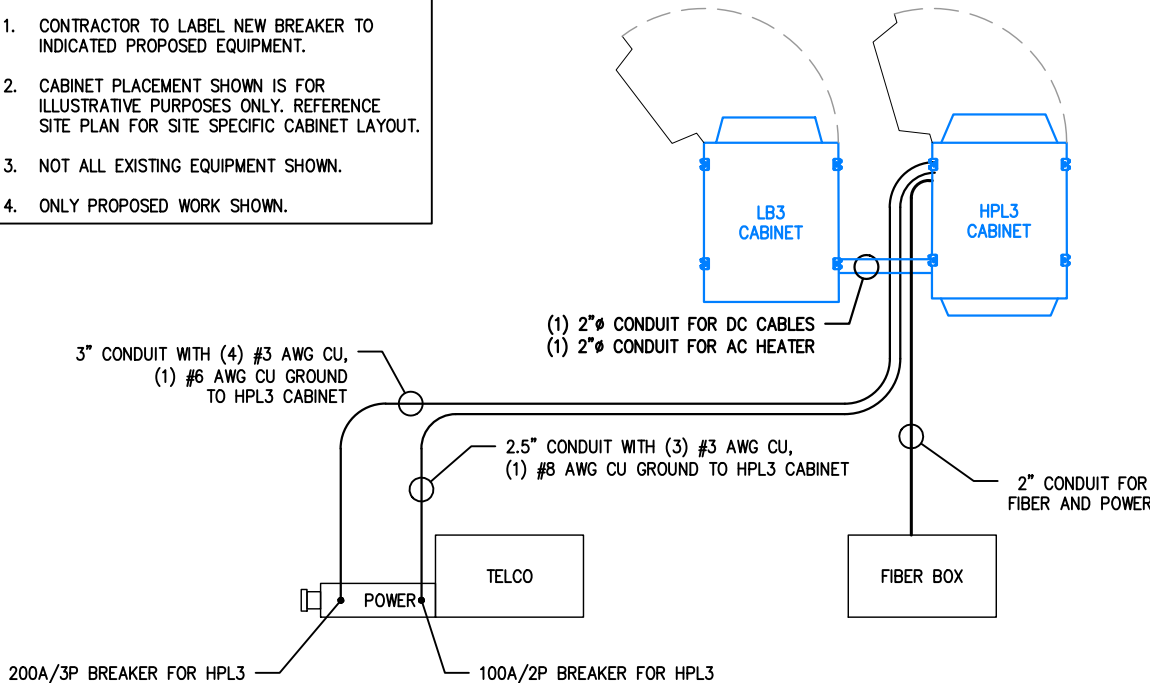 1. CONTRACTOR TO LABEL NEW BREAKER TO
INDICATED PROPOSED EQUIPMENT.
2. CABINET PLACEMENT SHOWN IS FOR
ILLUSTRATIVE PURPOSES ONLY. REFERENCE
SITE PLAN FOR SITE SPECIFIC CABINET LAYOUT.
3. NOT ALL EXISTING EQUIPMENT SHOWN.
4. ONLY PROPOSED WORK SHOWN.
LB3
CABINET
HPL3
CABINET
(1) 2"ø CONDUIT FOR DC CABLES
(1) 2"ø CONDUIT FOR AC HEATER
3" CONDUIT WITH (4) #3 AWG CU,
(1) #6 AWG CU GROUND
TO HPL3 CABINET
2.5" CONDUIT WITH (3) #3 AWG CU,
(1) #8 AWG CU GROUND TO HPL3 CABINET
2" CONDUIT FOR
FIBER AND POWER
TELCO
FIBER BOX
POWER
200A/3P BREAKER FOR HPL3
100A/2P BREAKER FOR HPL3